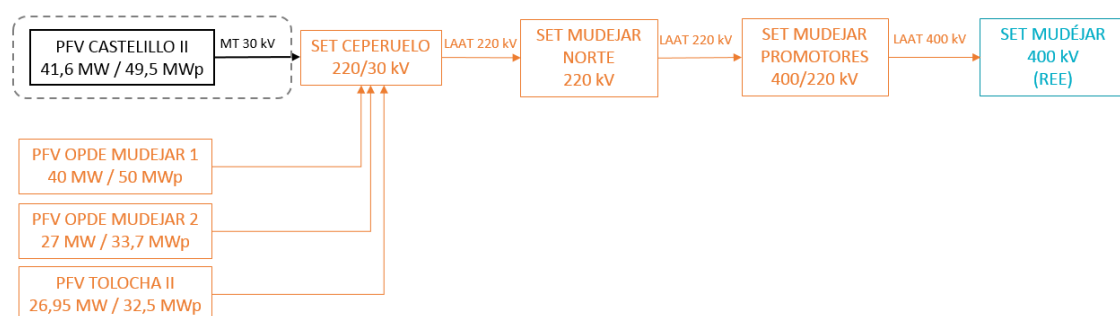 PFV CASTELILLO II
41,6 MW / 49,5 MWp
MT 30 kV
SET CEPERUELO
220/30 kV
LAAT 220 kV
SET MUDEJAR
NORTE
220 kV
LAAT 220 kV
SET MUDEJAR
PROMOTORES
400/220 kV
LAAT 400 kV
SET MUDÉJAR
400 kV
(REE)
PFV OPDE MUDEJAR 1
40 MW / 50 MWp
PFV OPDE MUDEJAR 2
27 MW / 33,7 MWp
PFV TOLOCHA II
26,95 MW / 32,5 MWp